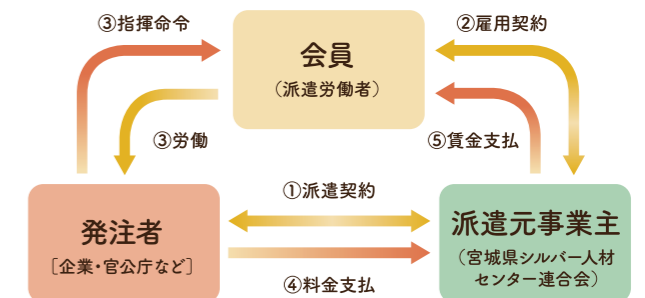 ③指揮命令
会員
（派遣労働者）
②雇用契約
③労働
⑤賃金支払
①派遣契約
発注者
［企業・官公庁など］
派遣元事業主
（宮城県シルバー人材
センター連合会）
④料金支払